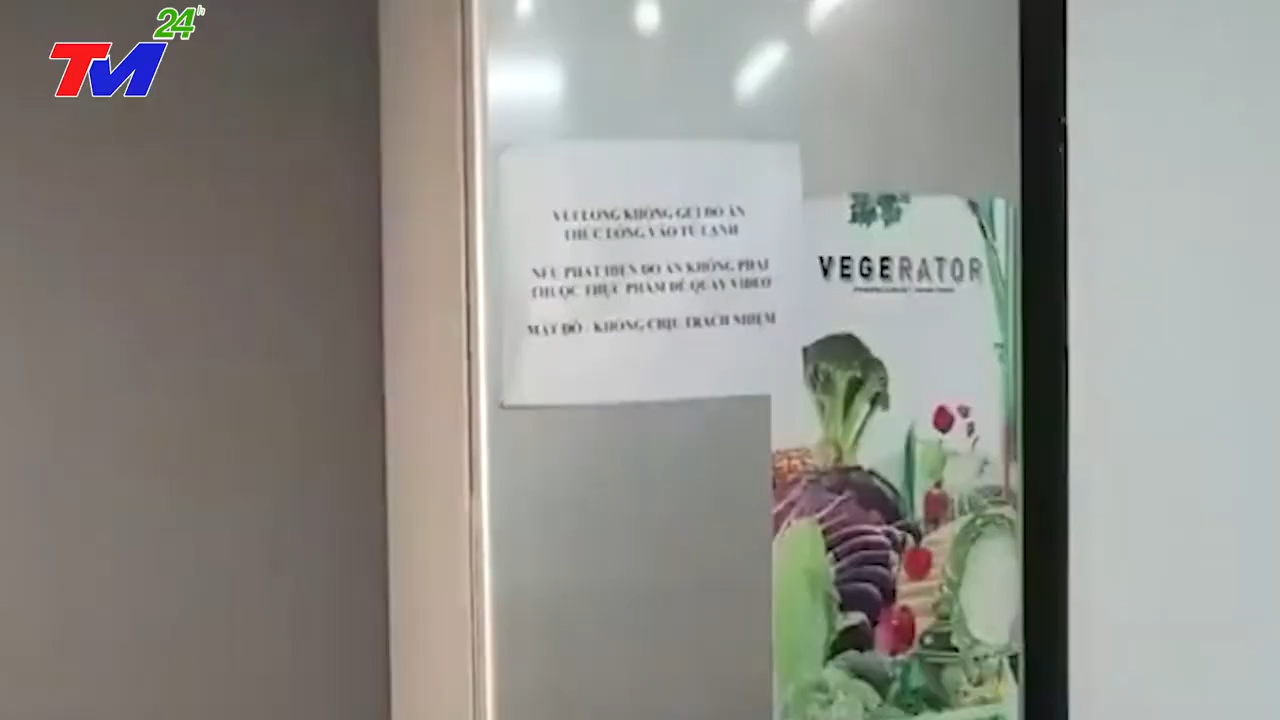 TM 24h
VUI LÒNG KHÔNG GỬI ĐỒ ĂN
THỨC UỐNG VÀO TỦ LẠNH
NẾU PHÁT HIỆN ĐỒ ĂN KHÔNG PHẢI
THUỘC THỰC PHẨM ĐỂ QUAY VIDEO
MẤT ĐỒ - KHÔNG CHỊU TRÁCH NHIỆM
VEGERATOR